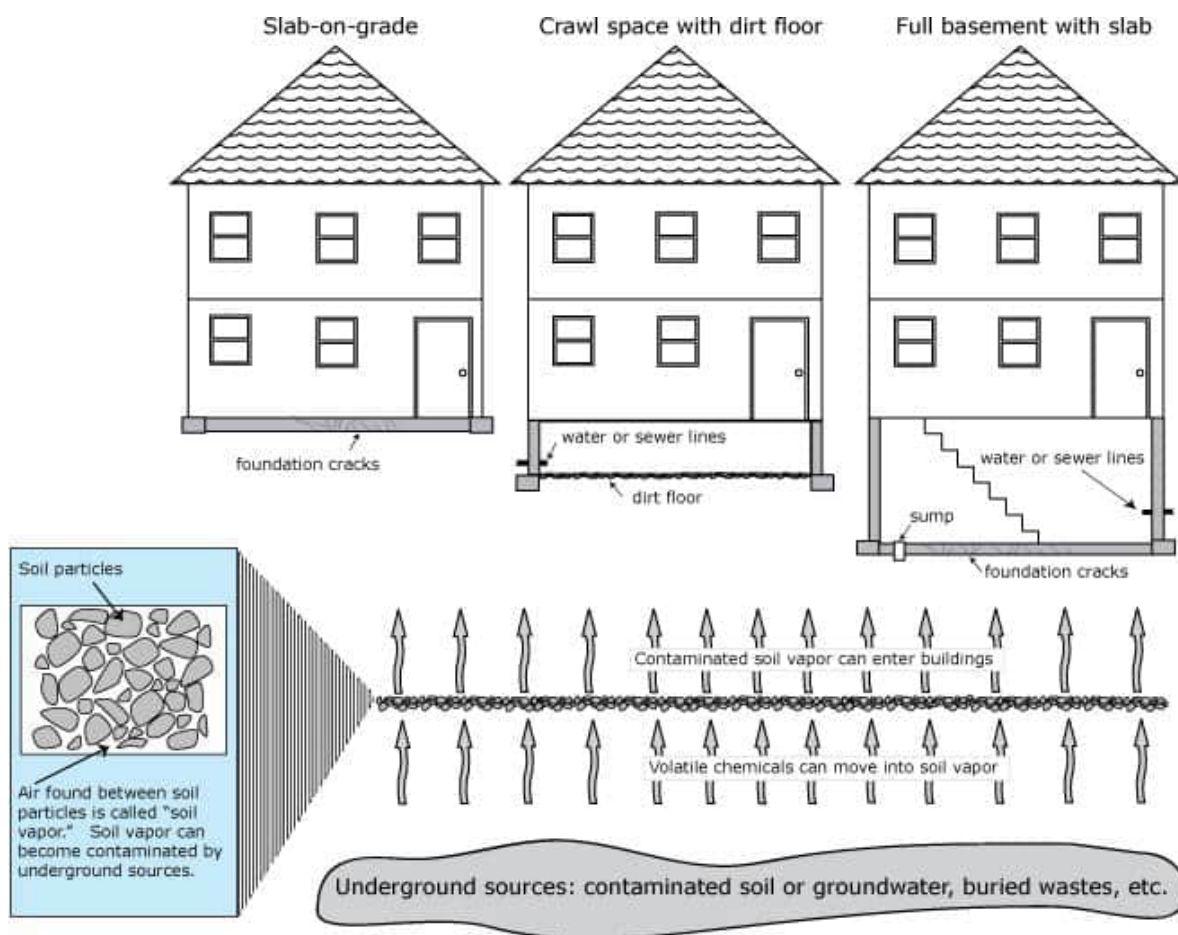 Slab-on-grade
Crawl space with dirt floor
Full basement with slab
foundation cracks
water or sewer lines
dirt floor
water or sewer lines
sump
foundation cracks
Soil particles
Air found between soil
particles is called “soil
vapor.” Soil vapor can
become contaminated by
underground sources.
Contaminated soil vapor can enter buildings
Volatile chemicals can move into soil vapor
Underground sources: contaminated soil or groundwater, buried wastes, etc.